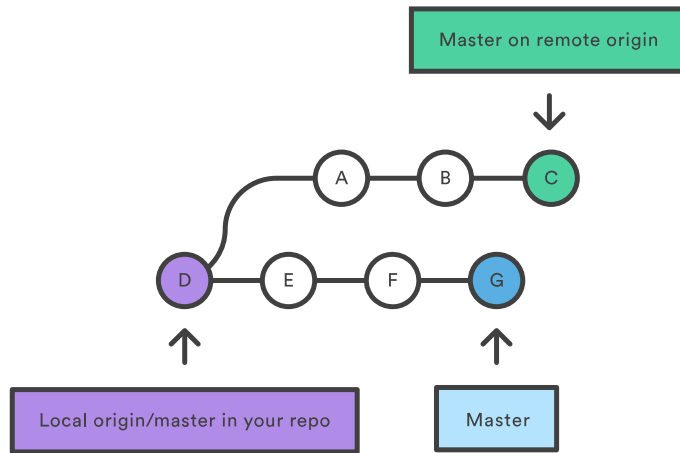 Master on remote origin
A
B
C
D
E
F
G
Local origin/master in your repo
Master